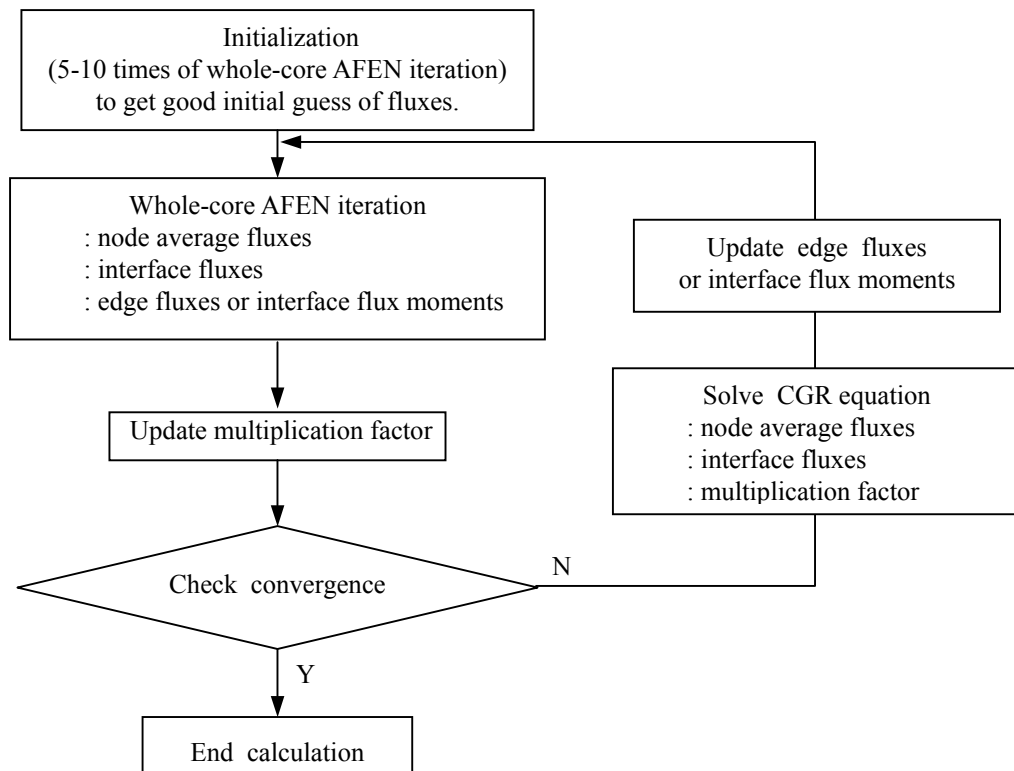 Initialization
(5-10 times of whole-core AFEN iteration)
to get good initial guess of fluxes.
Whole-core AFEN iteration
: node average fluxes
: interface fluxes
: edge fluxes or interface flux moments
Update multiplication factor
Check convergence
N
Y
End calculation
Solve CGR equation
: node average fluxes
: interface fluxes
: multiplication factor
Update edge fluxes
or interface flux moments